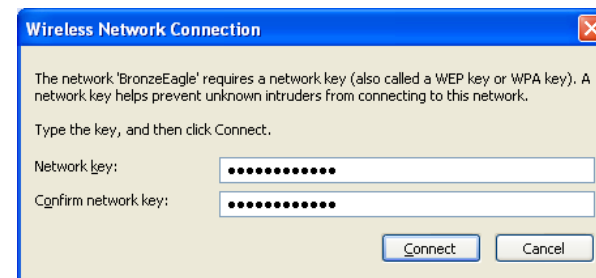 Wireless Network Connection
The network 'BronzeEagle' requires a network key (also called a WEP key or WPA key). A
network key helps prevent unknown intruders from connecting to this network.
Type the key, and then click Connect.
Network key: ●●●●●●●●●●●●
Confirm network key: ●●●●●●●●●●●●
Connect Cancel